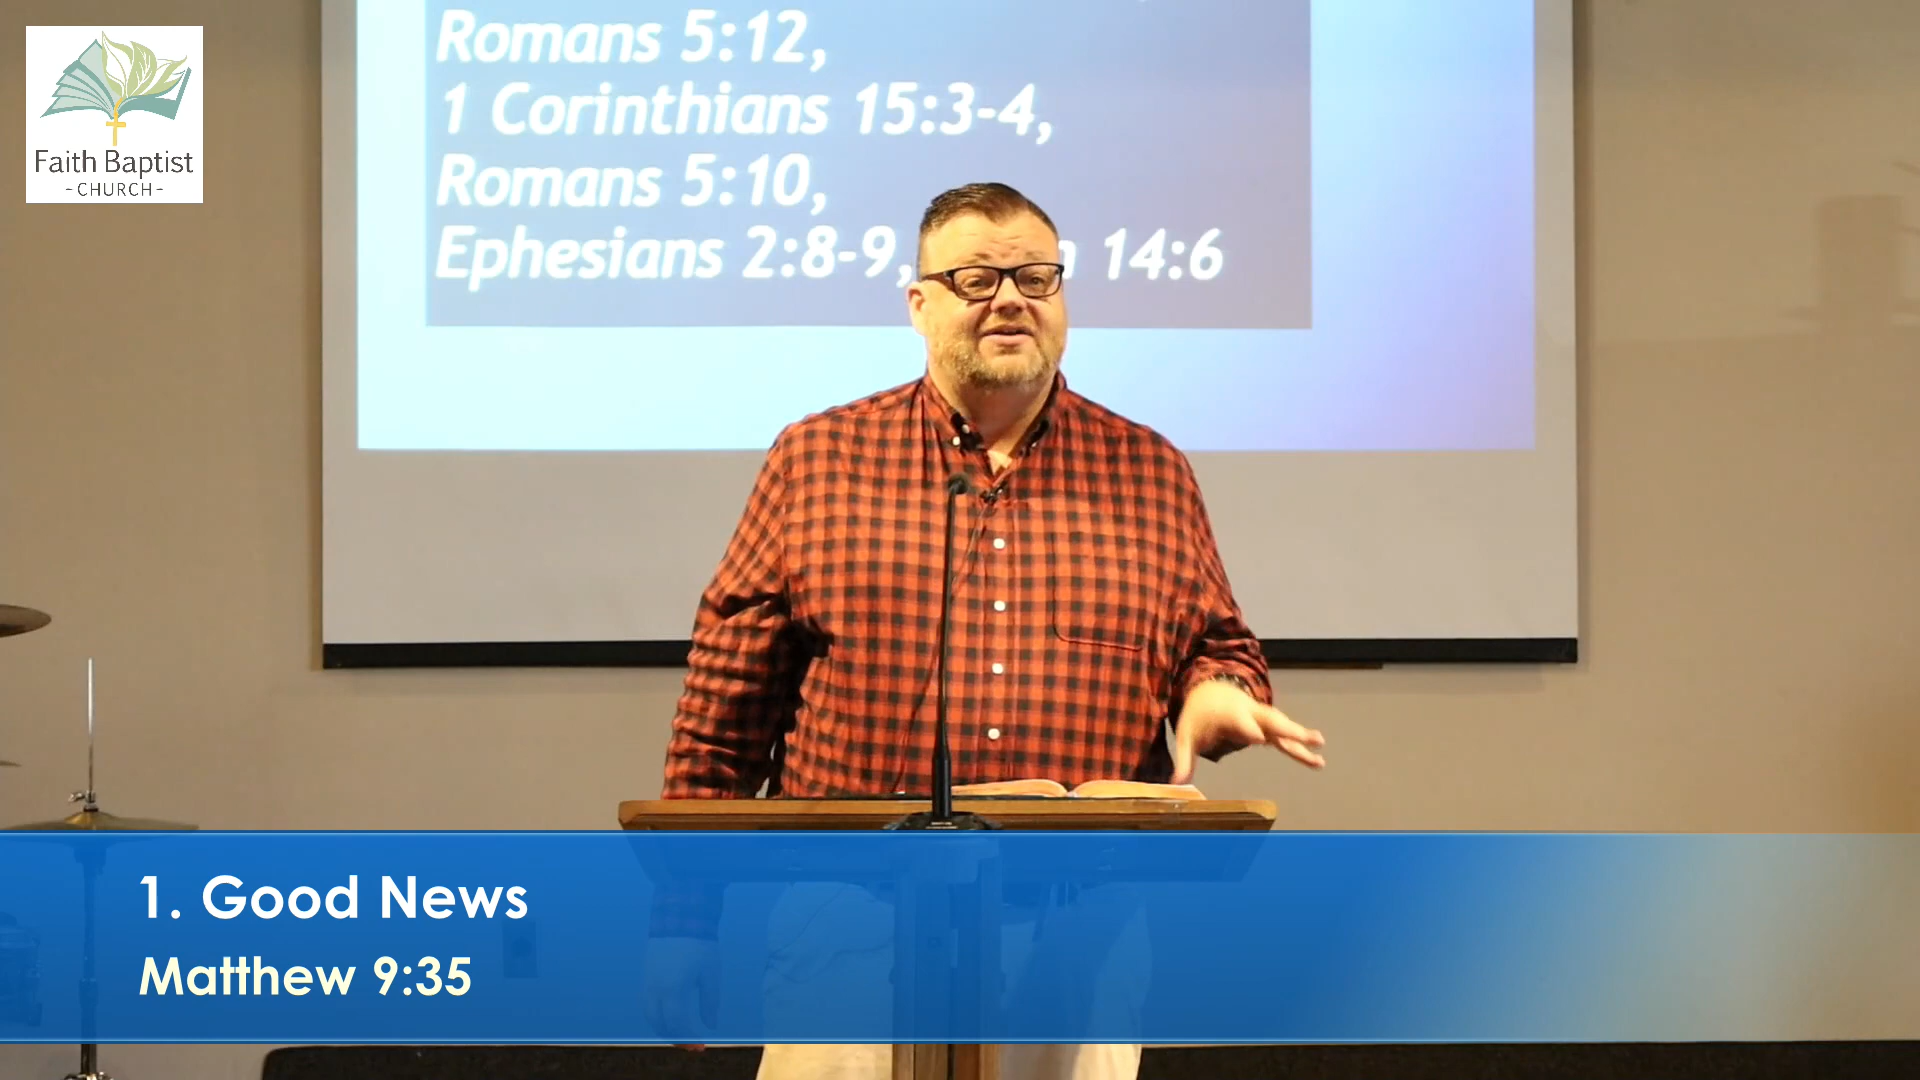 Faith Baptist
-CHURCH-
Romans 5:12,
1 Corinthians 15:3-4,
Romans 5:10,
Ephesians 2:8-9, 14:6
1. Good News
Matthew 9:35